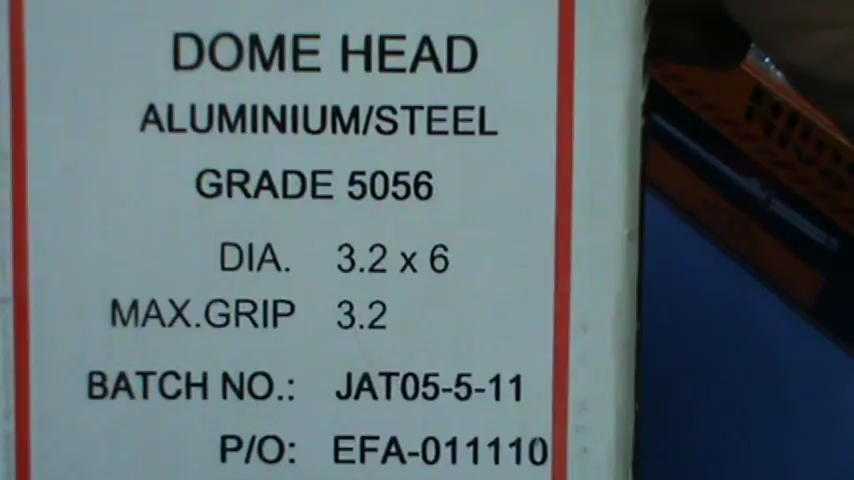 DOME HEAD
ALUMINIUM/STEEL
GRADE 5056
DIA. 3.2 x 6
MAX.GRIP 3.2
BATCH NO.: JAT05-5-11
P/O: EFA-011110